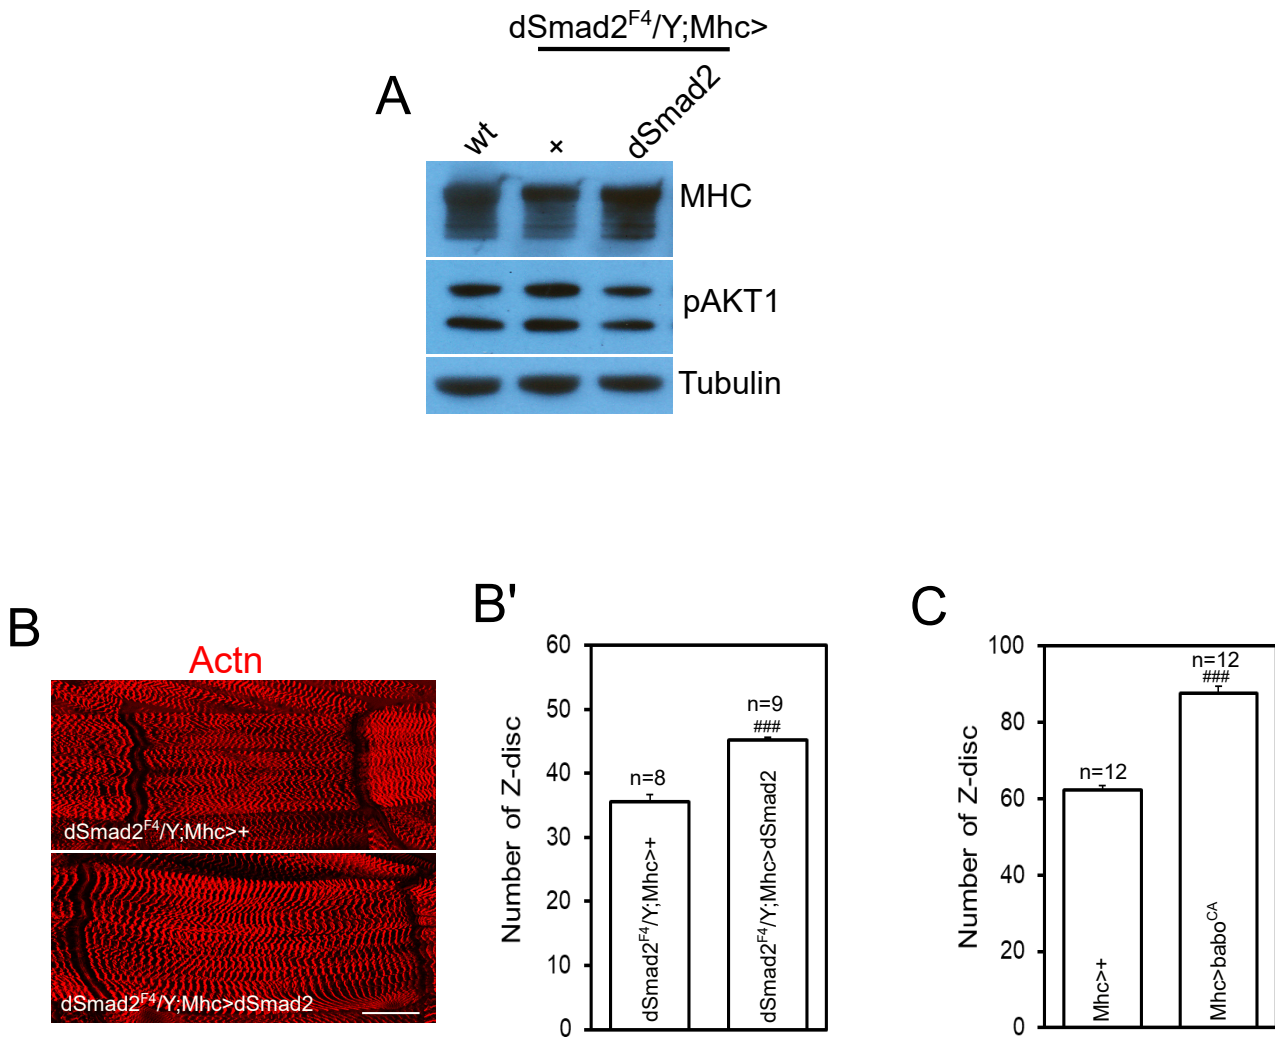 dSmad2F4/Y;Mhc>
A
wt
+
dSmad2
MHC
pAKT1
Tubulin
B
Actn
dSmad2F4/Y;Mhc>+
dSmad2F4/Y;Mhc>dSmad2
B'
Number of Z-disc
60
50
40
30
20
10
0
n=8
n=9
###
dSmad2F4/Y;Mhc>+
dSmad2F4/Y;Mhc>dSmad2
C
Number of Z-disc
100
80
60
40
20
0
n=12
n=12
###
Mhc>+
Mhc>baboCA